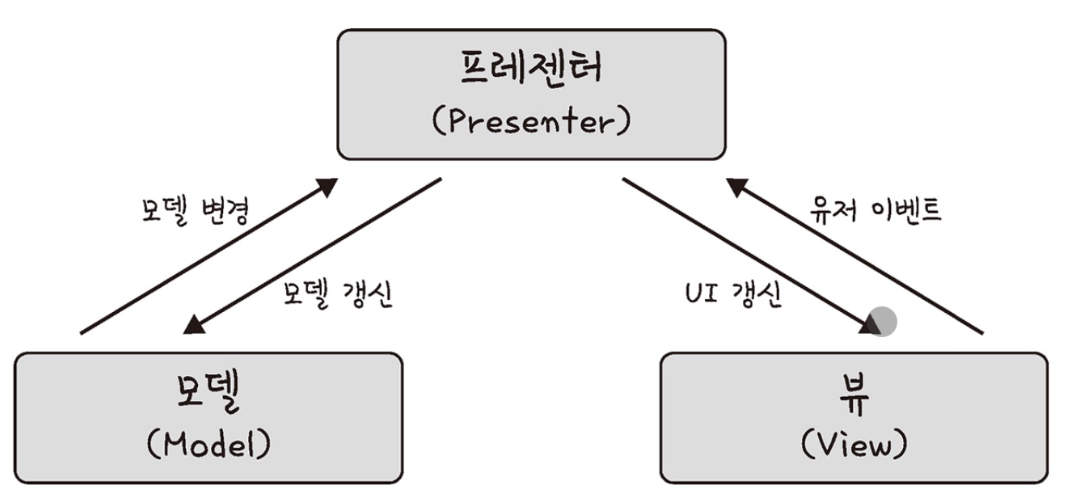 프레젠터
(Presenter)
모델 변경
유저 이벤트
모델 갱신
UI 갱신
모델
(Model)
뷰
(View)